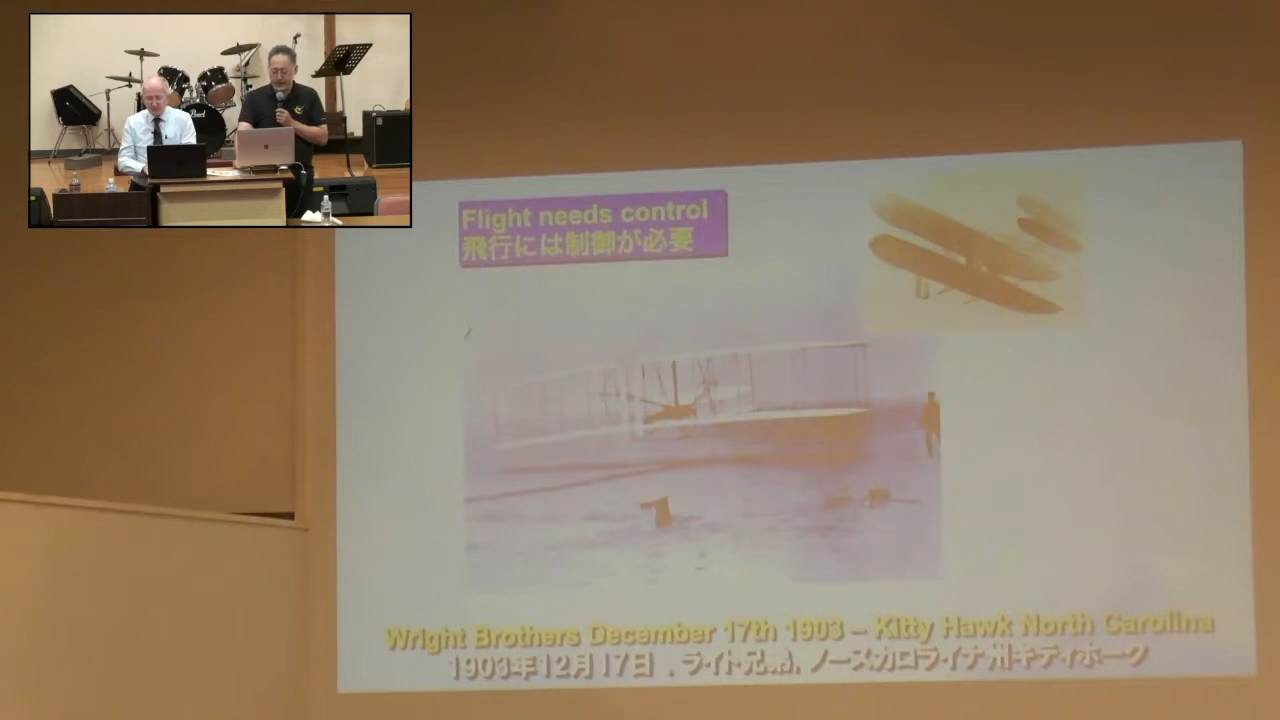 Pearl
Flight needs control
飛行には制御が必要
Wright Brothers December 17th 1903 – Kitty Hawk North Carolina
1903年12月17日 、ライト兄弟、ノースカロライナ州キティホーク